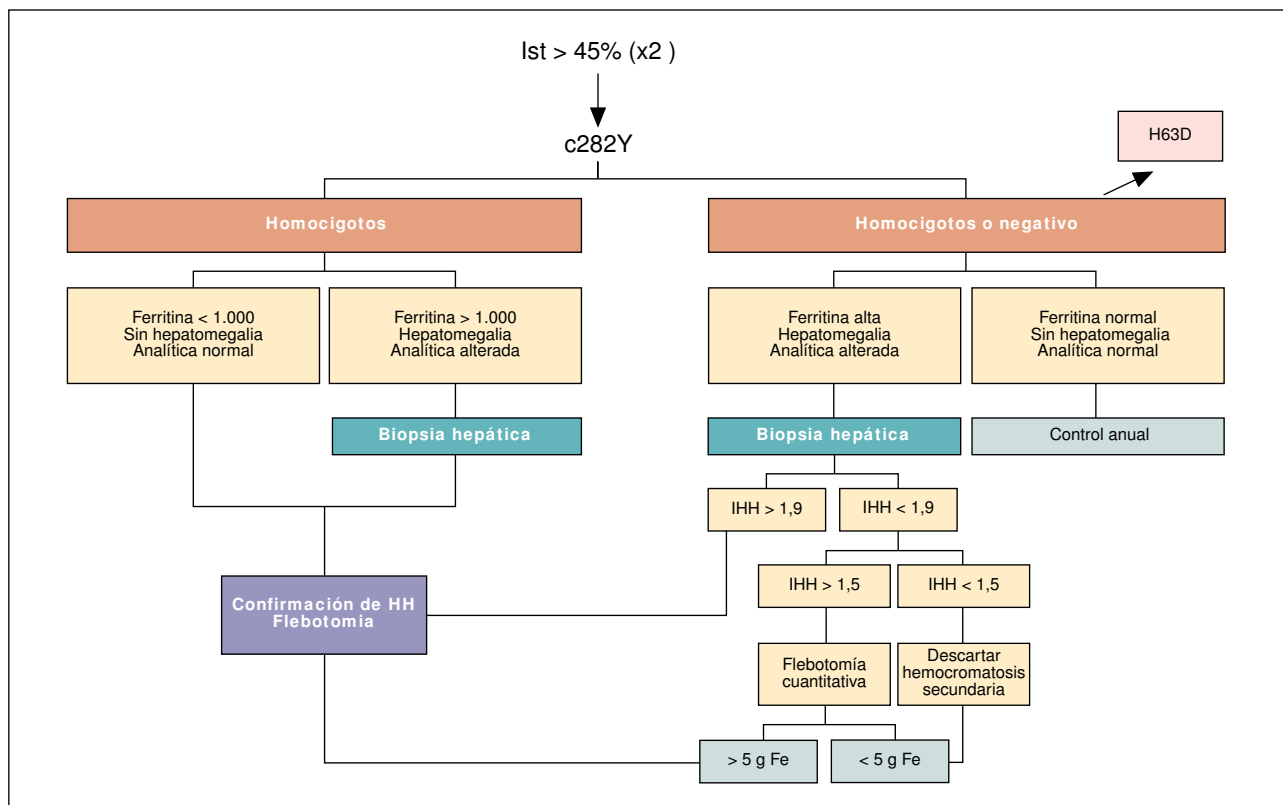 Ist > 45% (x2 )
c282Y
H63D
Homocigotos
Homocigotos o negativo
Ferritina < 1.000
Sin hepatomegalia
Analítica normal
Ferritina > 1.000
Hepatomegalia
Analítica alterada
Ferritina alta
Hepatomegalia
Analítica alterada
Ferritina normal
Sin hepatomegalia
Analítica normal
Biopsia hepática
Biopsia hepática
Control anual
IHH > 1,9
IHH < 1,9
IHH > 1,5
IHH < 1,5
Confirmación de HH
Flebotomia
Flebotomía
cuantitativa
Descartar
hemocromatosis
secundaria
> 5 g Fe
< 5 g Fe